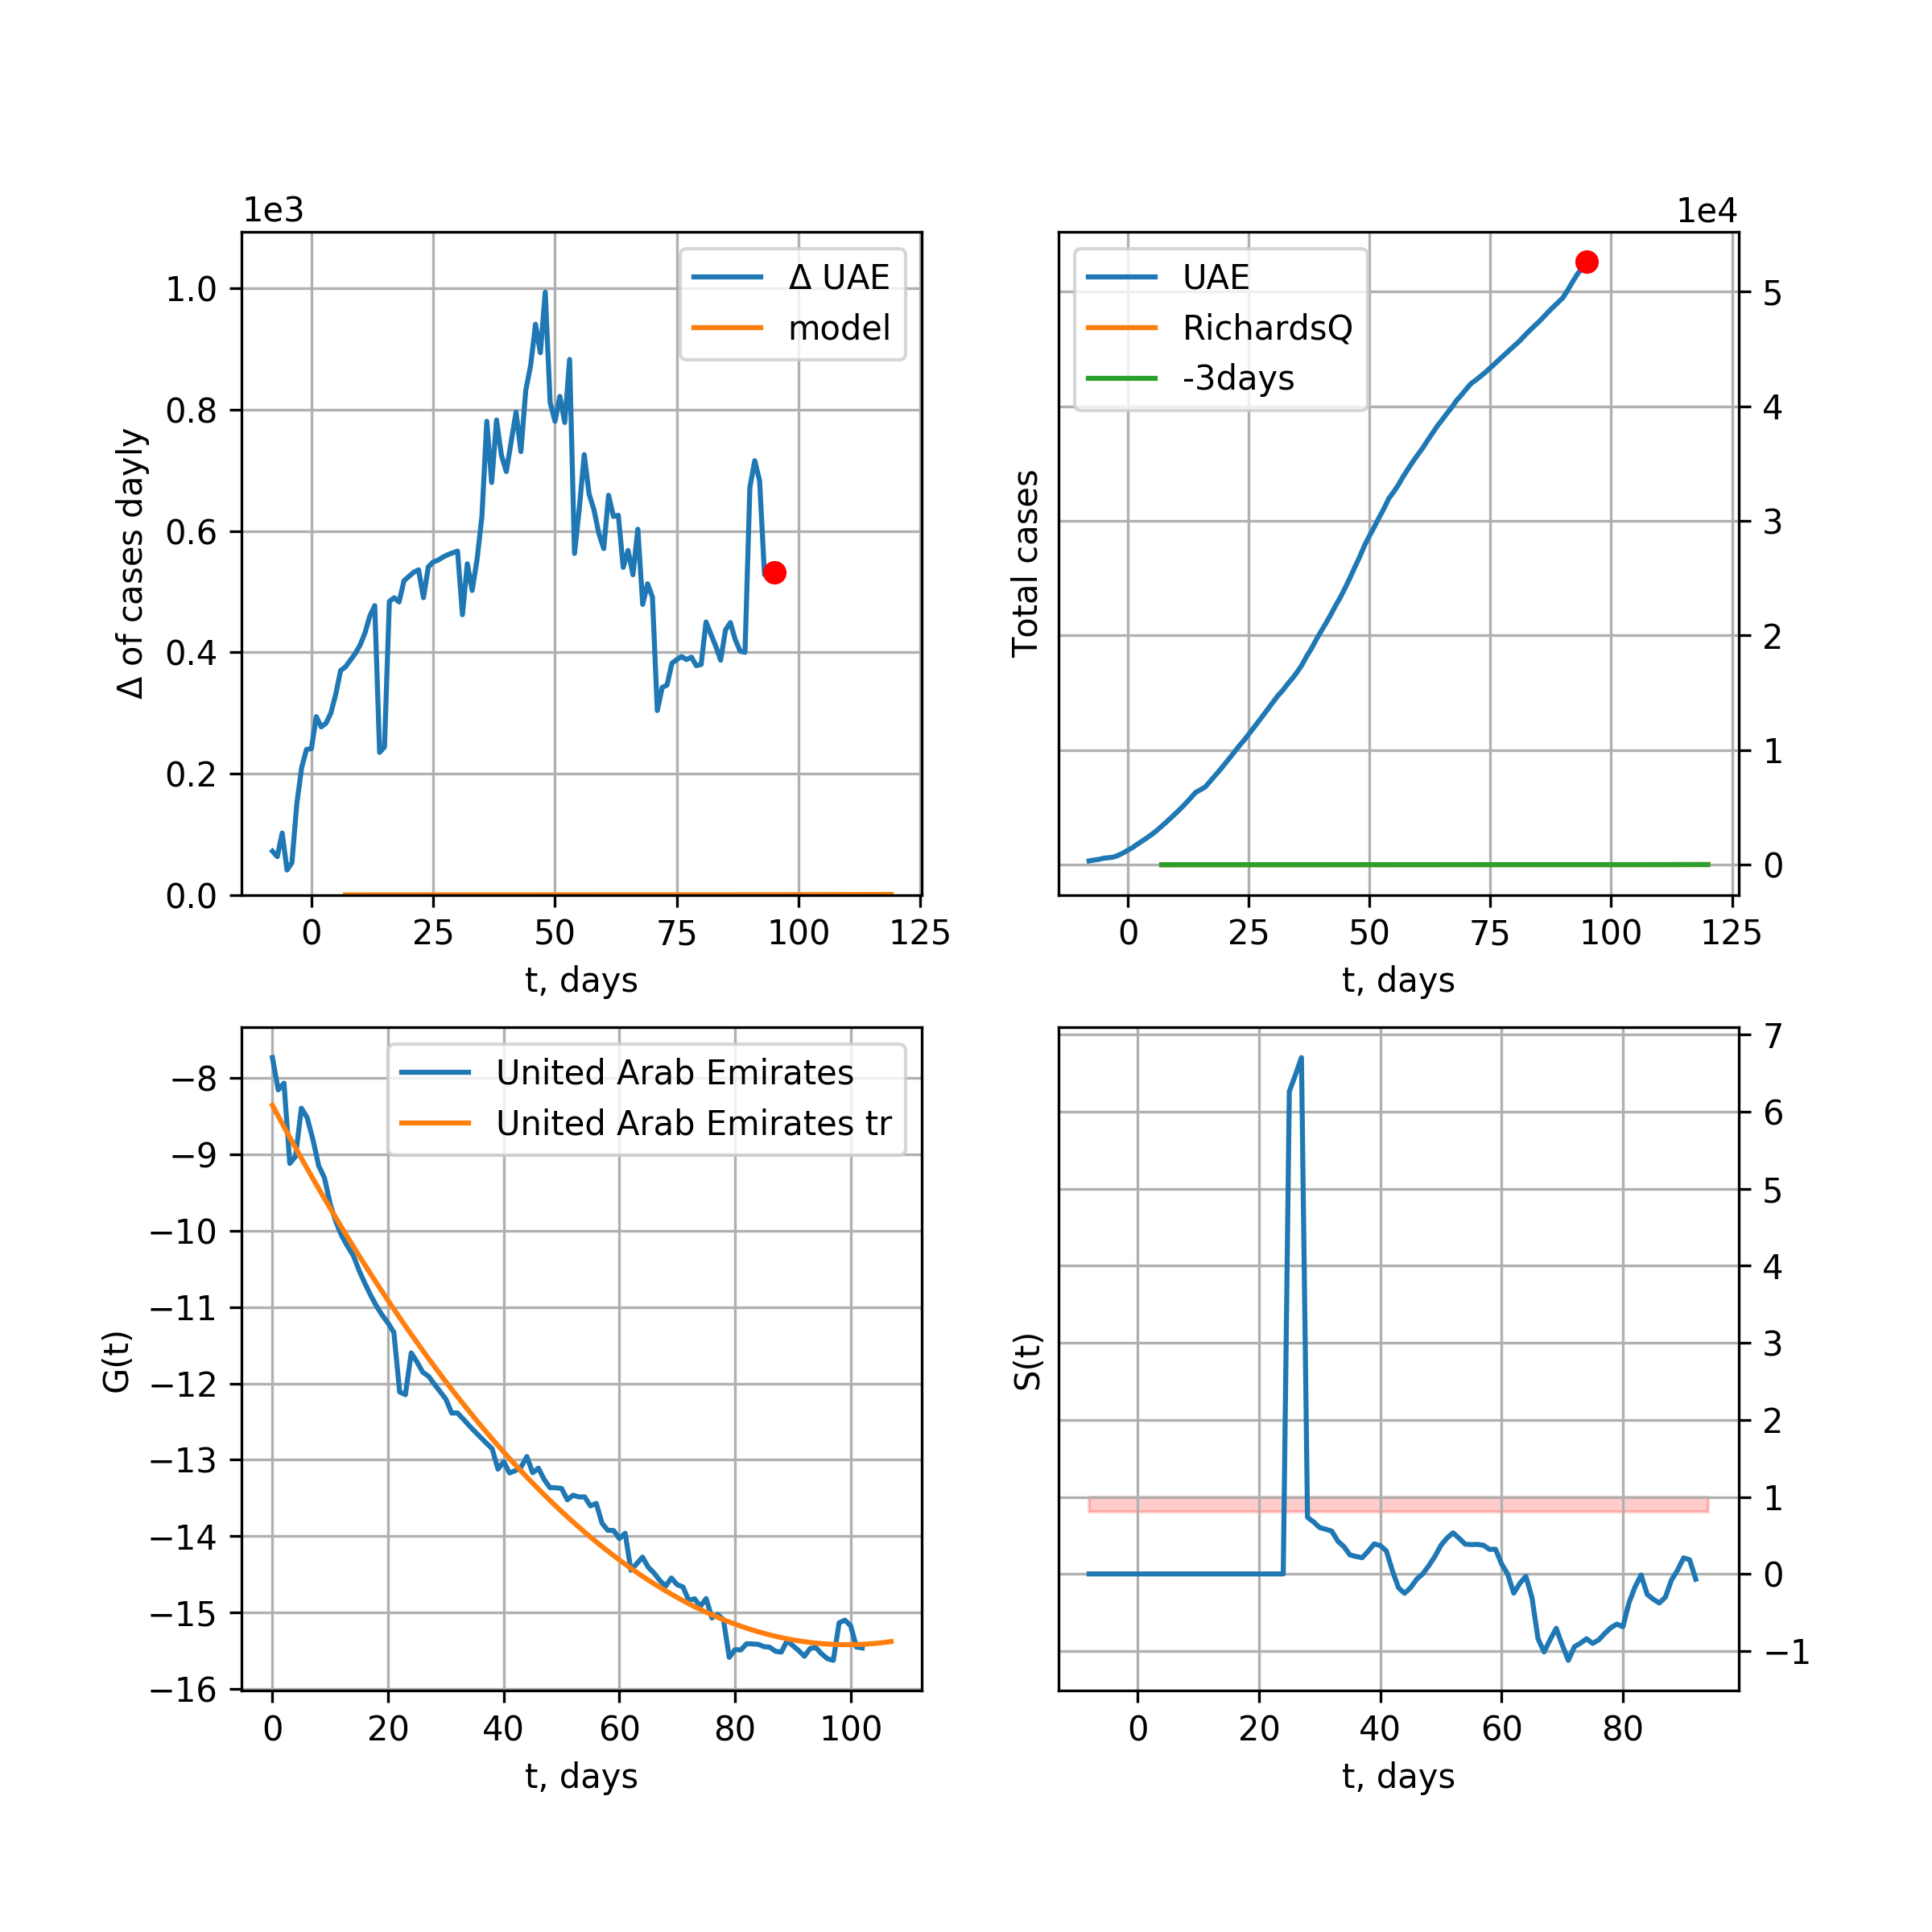 1e3
Δ of cases dayly
1.0
0.8
0.6
0.4
0.2
0.0
0 25 50 75 100 125
t, days
Δ UAE
model
1e4
Total cases
5
4
3
2
1
0
0 25 50 75 100 125
t, days
UAE
RichardsQ
-3days
G(t)
−8
−9
−10
−11
−12
−13
−14
−15
−16
0 20 40 60 80 100
t, days
United Arab Emirates
United Arab Emirates tr
S(t)
7
6
5
4
3
2
1
0
−1
0 20 40 60 80
t, days